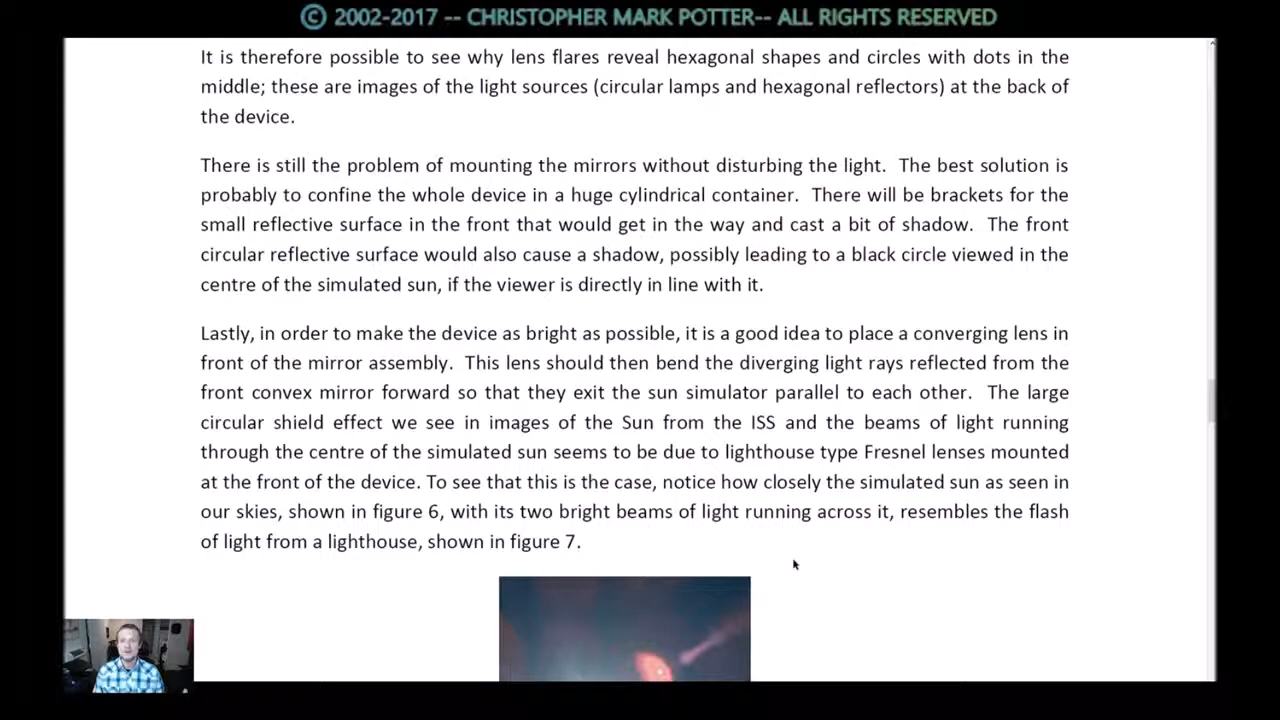 © 2002-2017 -- CHRISTOPHER MARK POTTER-- ALL RIGHTS RESERVED
It is therefore possible to see why lens flares reveal hexagonal shapes and circles with dots in the
middle; these are images of the light sources (circular lamps and hexagonal reflectors) at the back of
the device.
There is still the problem of mounting the mirrors without disturbing the light.  The best solution is
probably to confine the whole device in a huge cylindrical container.  There will be brackets for the
small reflective surface in the front that would get in the way and cast a bit of shadow.  The front
circular reflective surface would also cause a shadow, possibly leading to a black circle viewed in the
centre of the simulated sun, if the viewer is directly in line with it.
Lastly, in order to make the device as bright as possible, it is a good idea to place a converging lens in
front of the mirror assembly.  This lens should then bend the diverging light rays reflected from the
front convex mirror forward so that they exit the sun simulator parallel to each other.  The large
circular shield effect we see in images of the Sun from the ISS and the beams of light running
through the centre of the simulated sun seems to be due to lighthouse type Fresnel lenses mounted
at the front of the device. To see that this is the case, notice how closely the simulated sun as seen in
our skies, shown in figure 6, with its two bright beams of light running across it, resembles the flash
of light from a lighthouse, shown in figure 7.